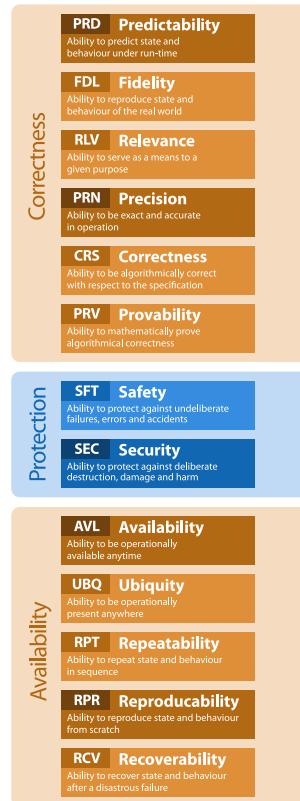 Correctness
PRD Predictability
Ability to predict state and
behaviour under run-time
FDL Fidelity
Ability to reproduce state and
behaviour of the real world
RLV Relevance
Ability to serve as a means to a
given purpose
PRN Precision
Ability to be exact and accurate
in operation
CRS Correctness
Ability to be algorithmically correct
with respect to the specification
PRV Provability
Ability to mathematically prove
algorithmical correctness
Protection
SFT Safety
Ability to protect against undeliberate
failures, errors and accidents
SEC Security
Ability to protect against deliberate
destruction, damage and harm
Availability
AVL Availability
Ability to be operationally
available anytime
UBQ Ubiquity
Ability to be operationally
present anywhere
RPT Repeatability
Ability to repeat state and behaviour
in sequence
RPR Reproducability
Ability to reproduce state and behaviour
from scratch
RCV Recoverability
Ability to recover state and behaviour
after a disastrous failure